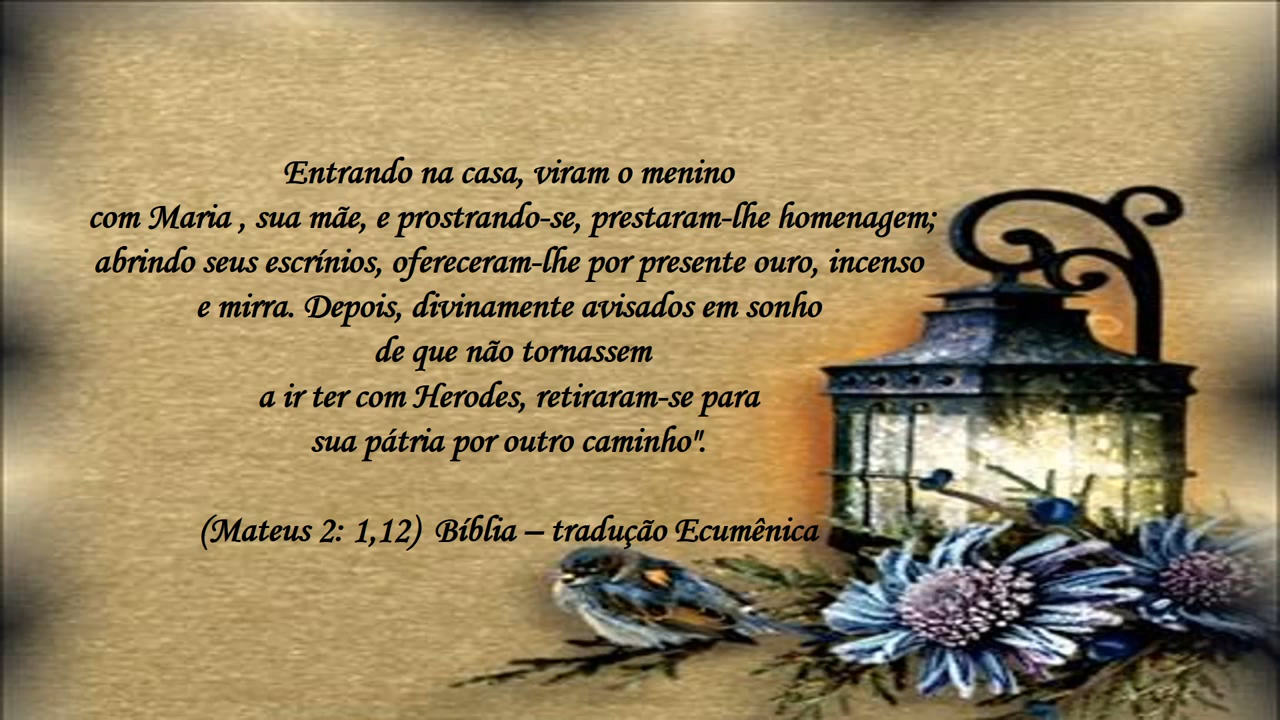 Entrando na casa, viram o menino
com Maria , sua mãe, e prostrando-se, prestaram-lhe homenagem;
abrindo seus escrínios, ofereceram-lhe por presente ouro, incenso
e mirra. Depois, divinamente avisados em sonho
de que não tornassem
a ir ter com Herodes, retiraram-se para
sua pátria por outro caminho".
(Mateus 2: 1,12) Bíblia – tradução Ecumênica